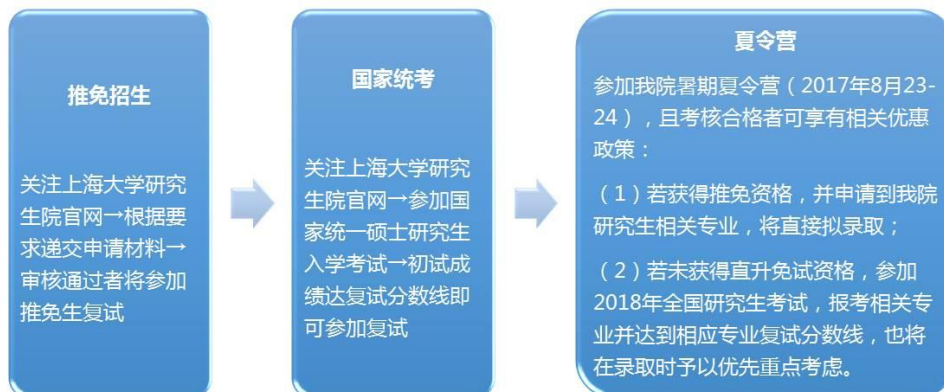 推免招生
关注上海大学研究
生院官网→根据要
求递交申请材料→
审核通过者将参加
推免生复试
国家统考
关注上海大学研究
生院官网→参加国
家统一硕士研究生
入学考试→初试成
绩达复试分数线即
可参加复试
夏令营
参加我院暑期夏令营（2017年8月23-
24），且考核合格者可享有相关优惠
政策：
（1）若获得推免资格，并申请到我院
研究生相关专业，将直接拟录取；
（2）若未获得直升免试资格，参加
2018年全国研究生考试，报考相关专
业并达到相应专业复试分数线，也将
在录取时予以优先重点考虑。